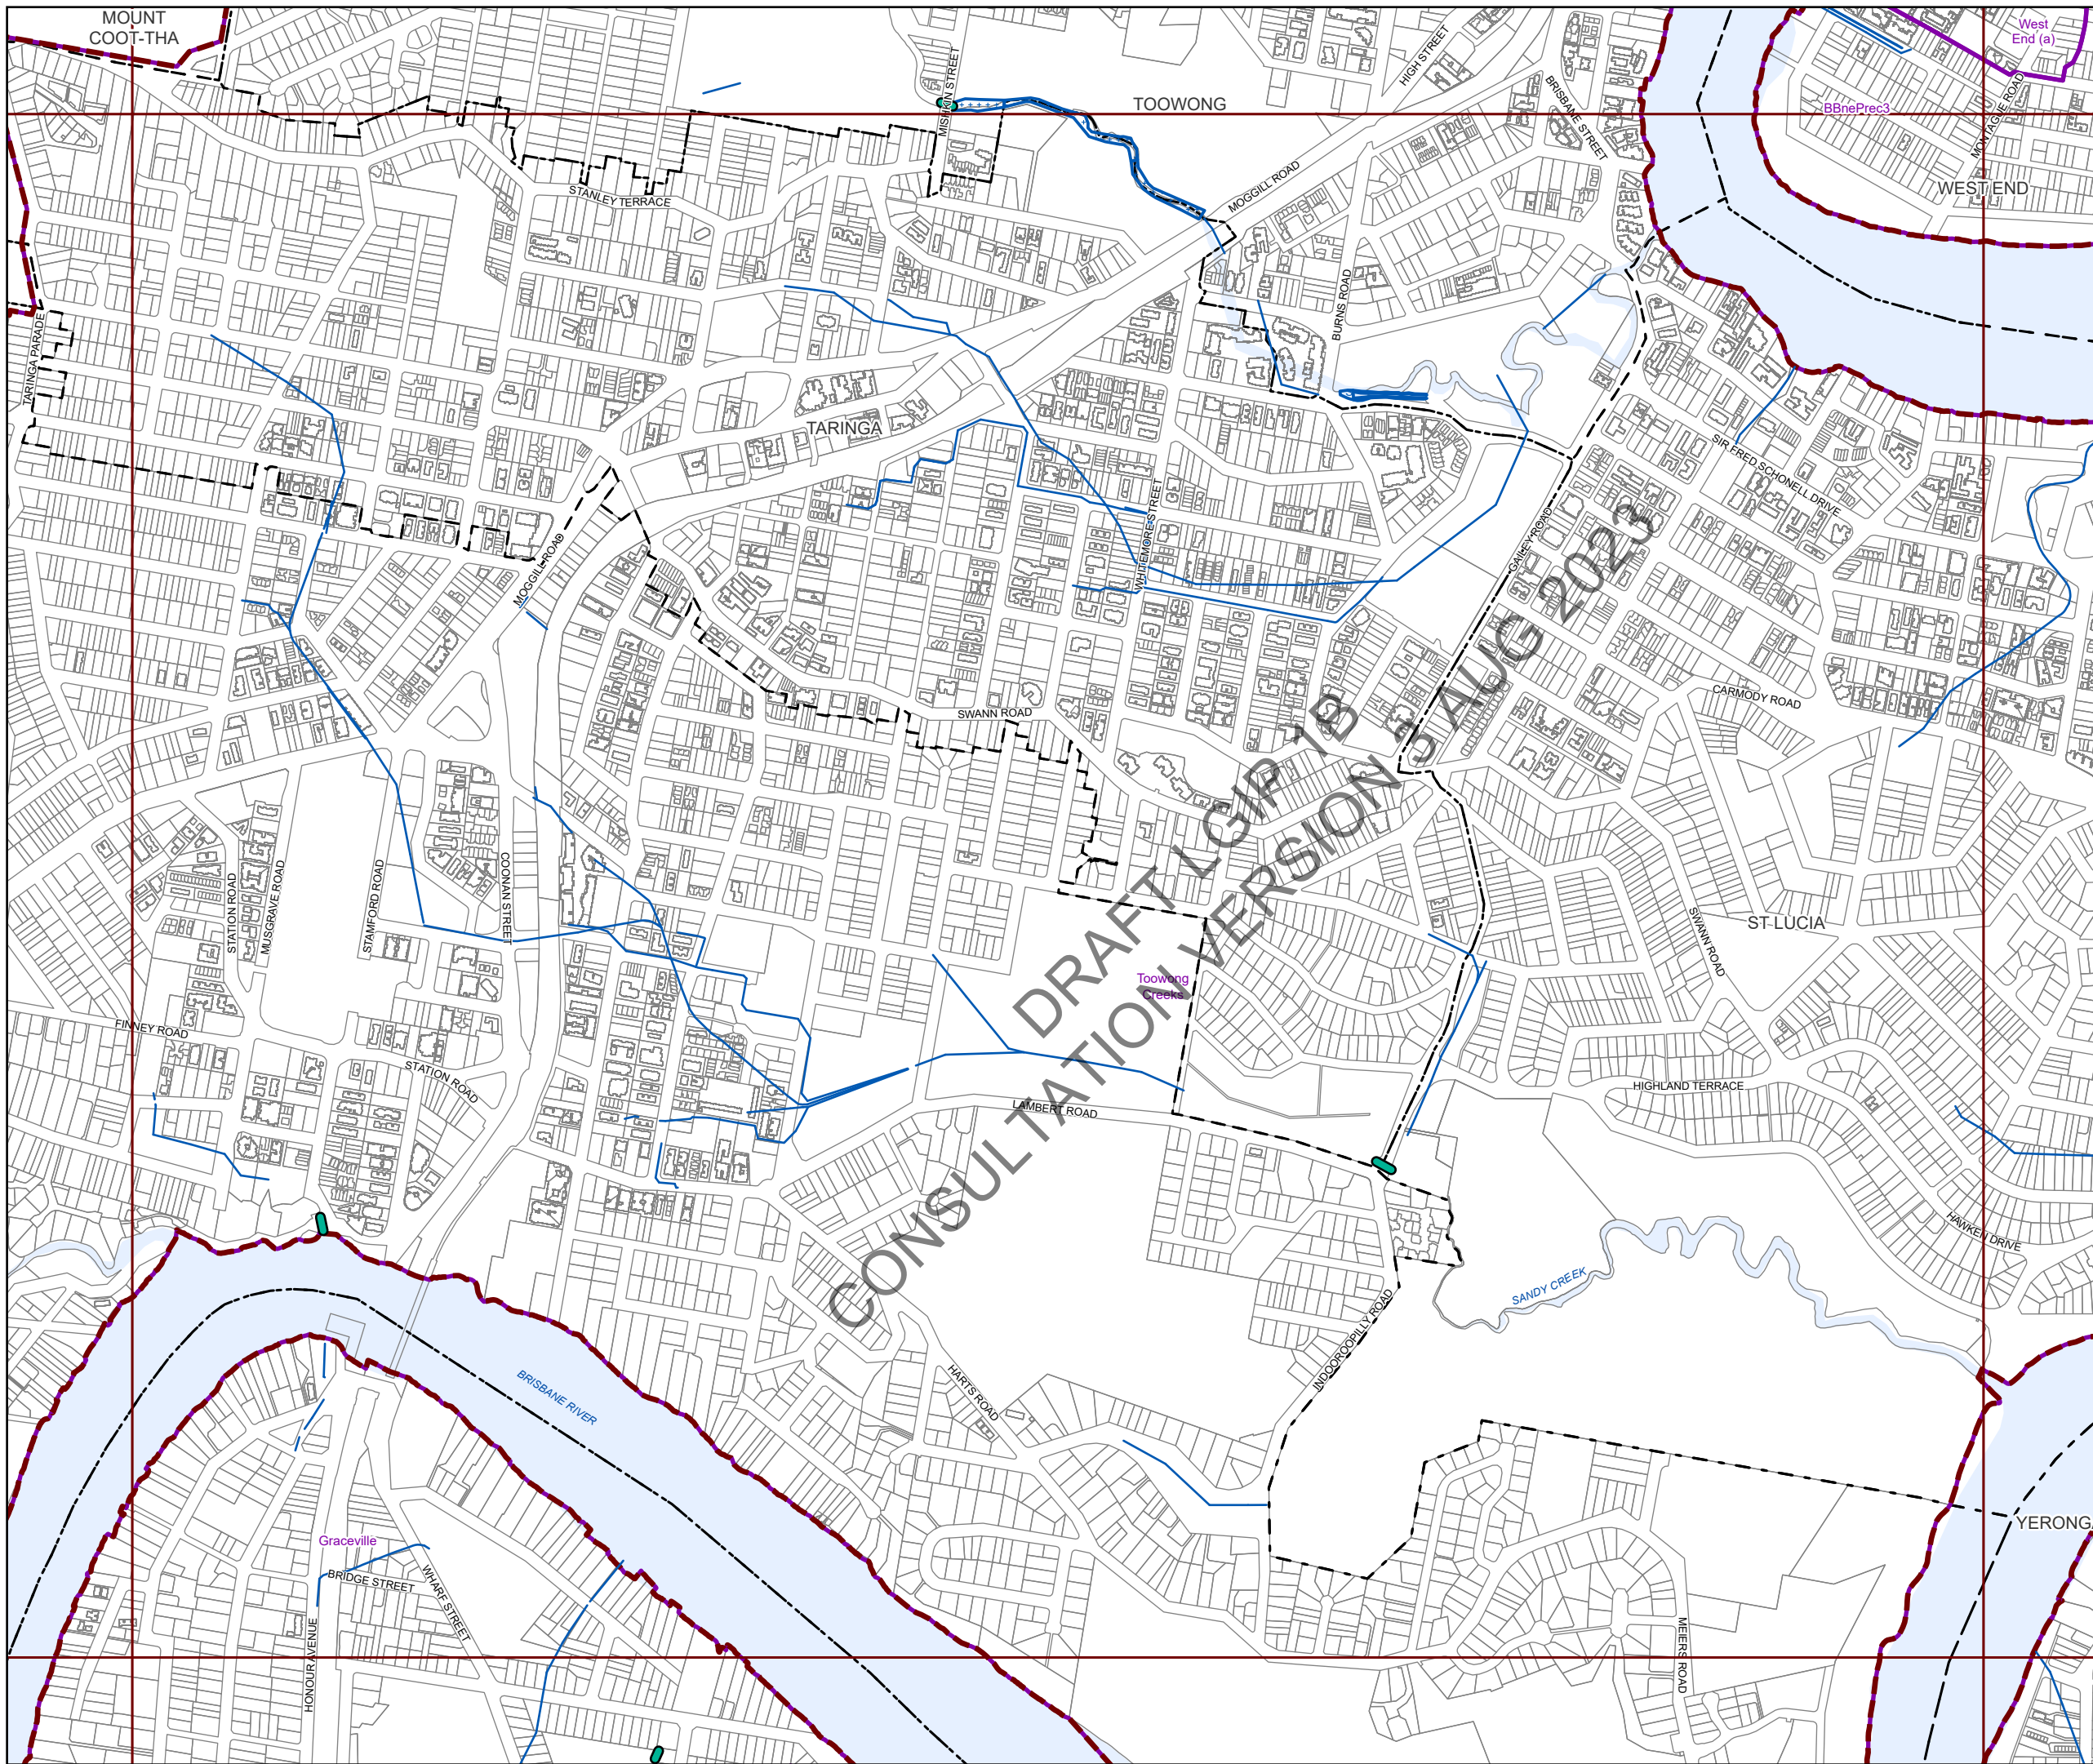 MOUNT
COOT-THA
West
End (a)
MISKIN STREET
HIGH STREET
TOOWONG
BRISBANE STREET
BBnePrec3
MONTAGUE ROAD
MOGGILL ROAD
STANLEY TERRACE
WEST END
TARINGA PARADE
BURNS ROAD
TARINGA
SIR FRED SCHONELL DRIVE
WHITMORE STREET
MOGGILL ROAD
GAILEY ROAD
CARMODY ROAD
SWANN ROAD
DRAFT LGIP 1B
CONSULTATION VERSION 3 AUG 2023
STATION ROAD
MUSGRAVE ROAD
STAMFORD ROAD
COONAN STREET
SWANN ROAD
ST LUCIA
Toowong
Creeks
FINNEY ROAD
STATION ROAD
HIGHLAND TERRACE
LAMBERT ROAD
HAWKEN DRIVE
SANDY CREEK
INDOOROOPILLY ROAD
BRISBANE RIVER
HARTS ROAD
YERONGA
Graceville
BRIDGE STREET
WHARF STREET
HONOUR AVENUE
MEIERS ROAD